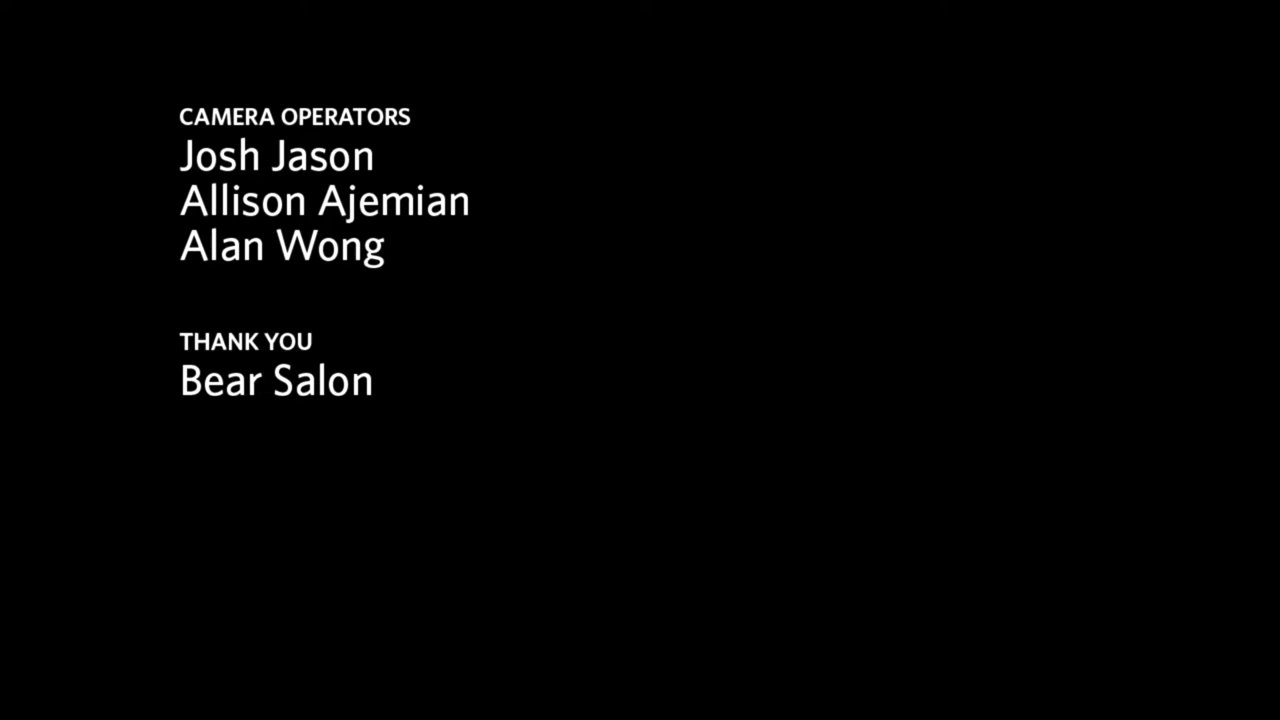 CAMERA OPERATORS
Josh Jason
Allison Ajemian
Alan Wong
THANK YOU
Bear Salon